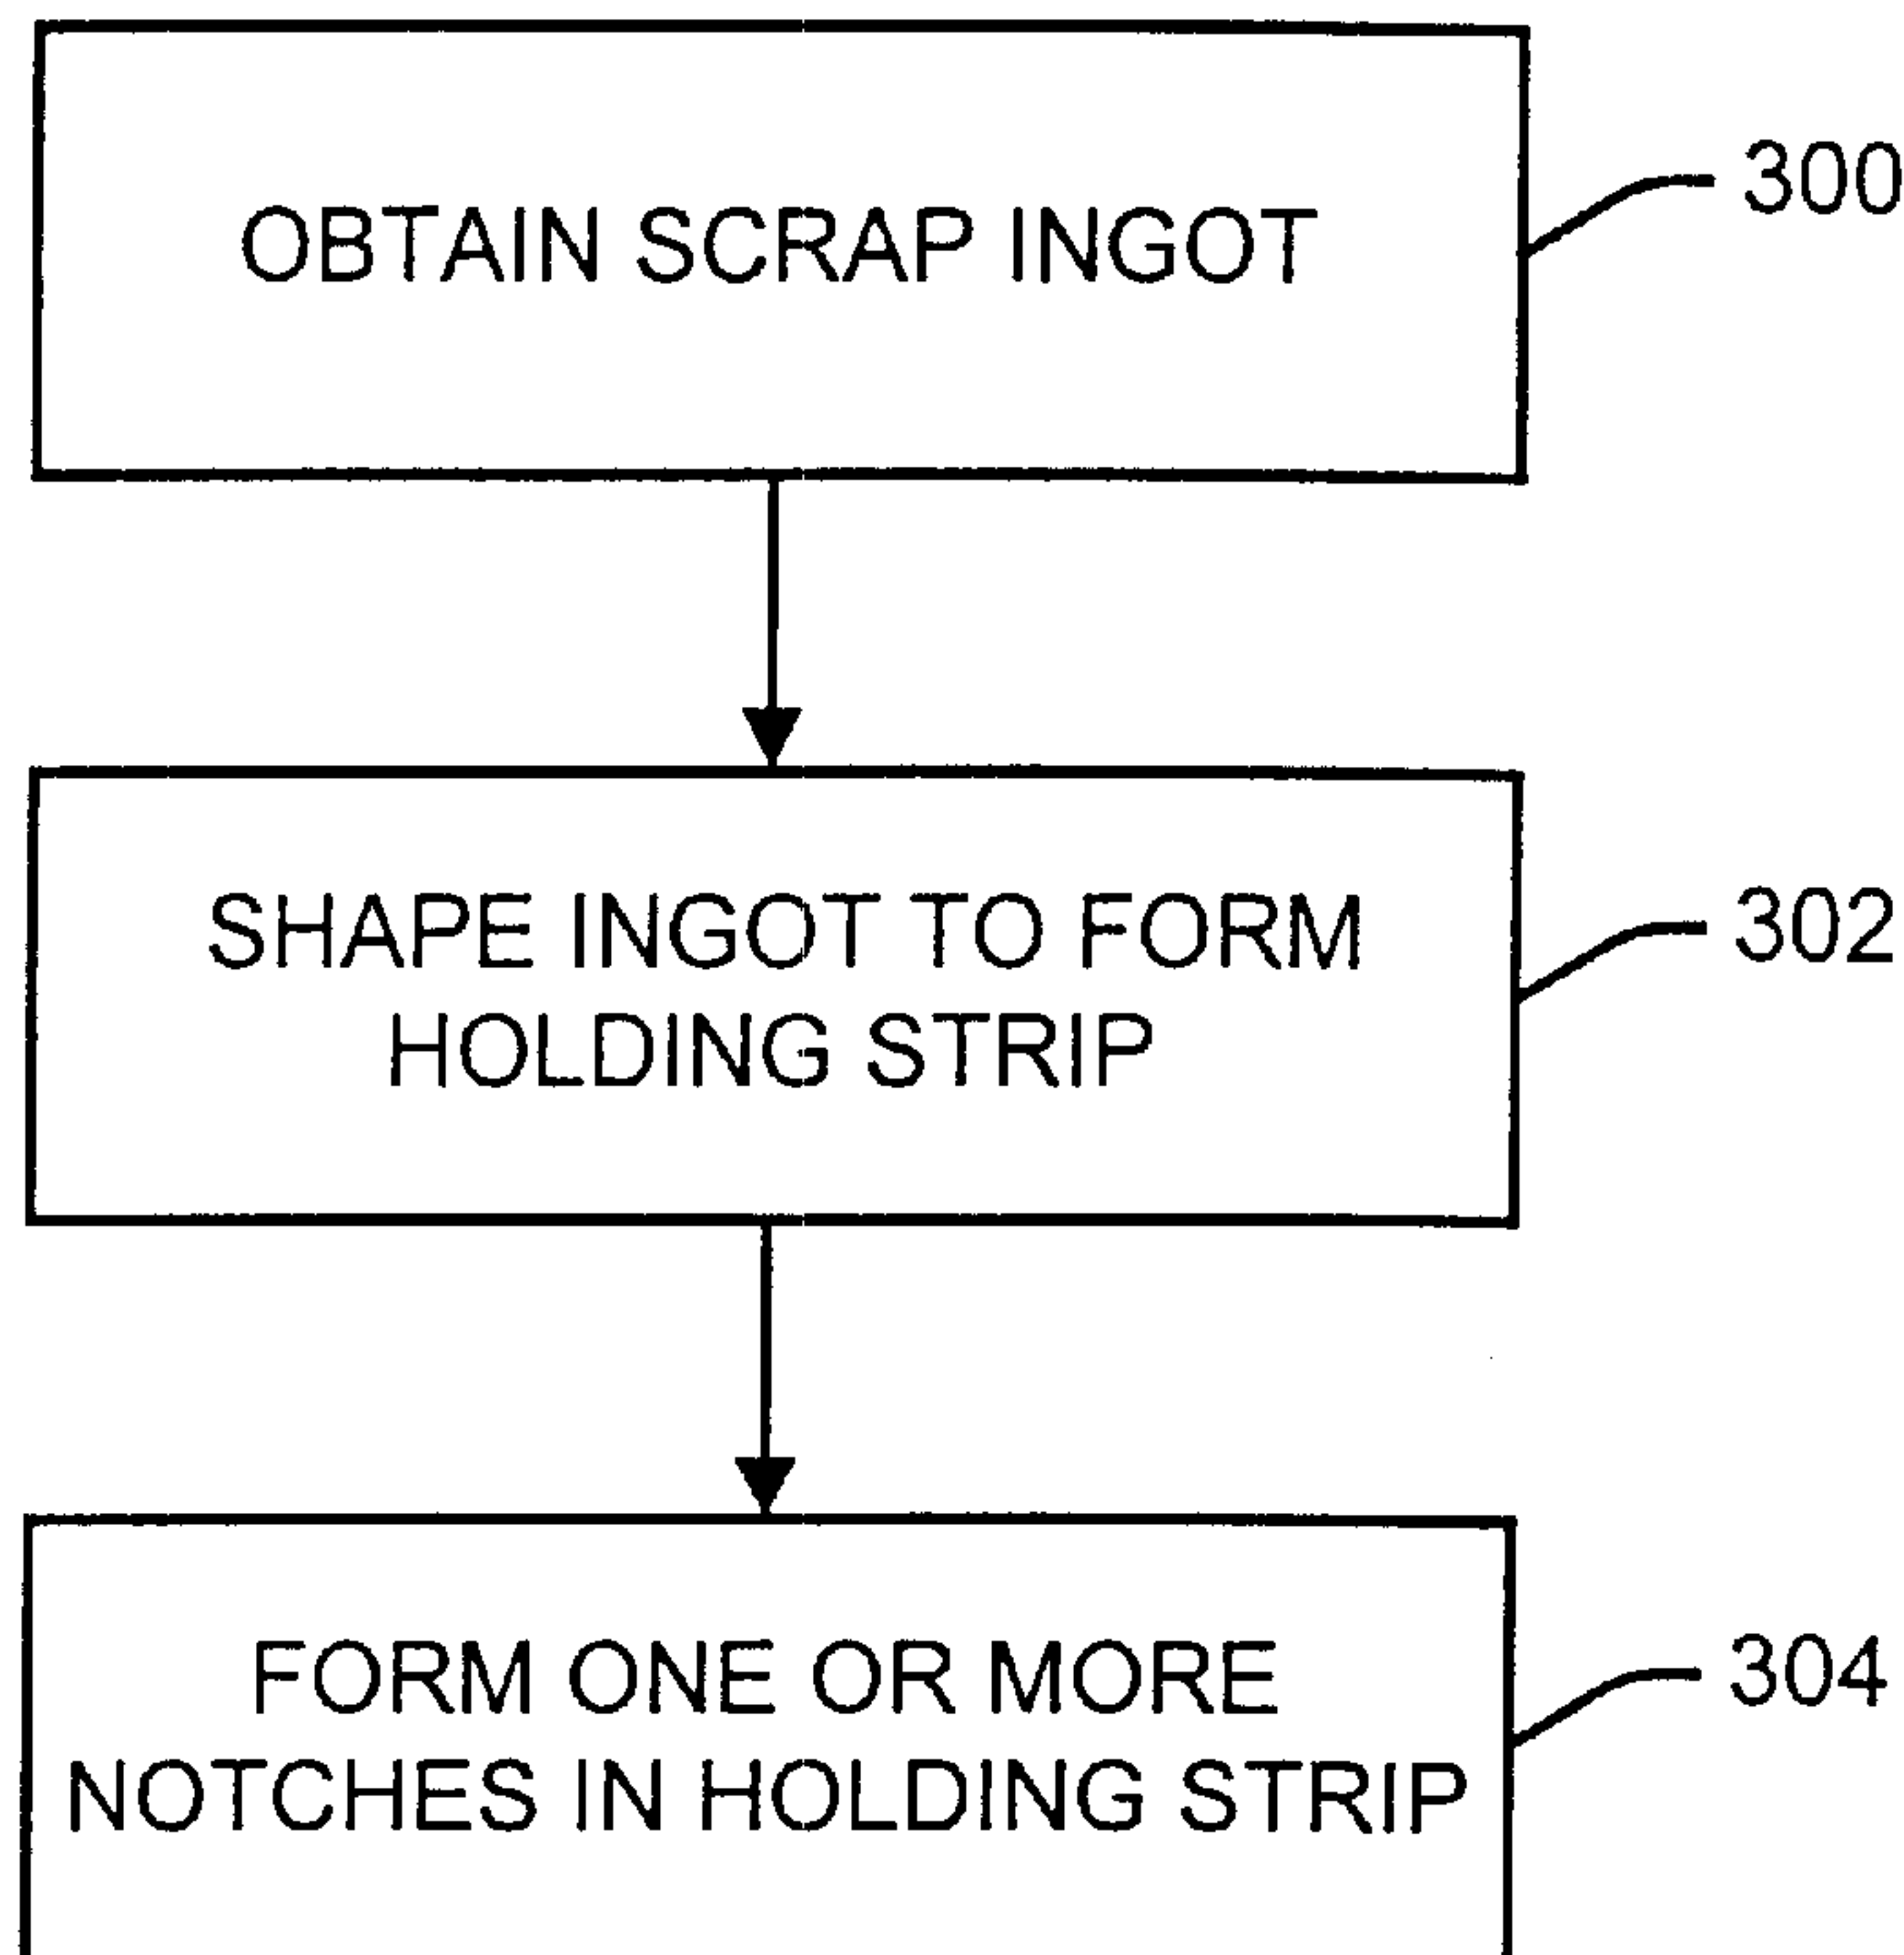 OBTAIN SCRAP INGOT
300
SHAPE INGOT TO FORM
HOLDING STRIP
302
FORM ONE OR MORE
NOTCHES IN HOLDING STRIP
304